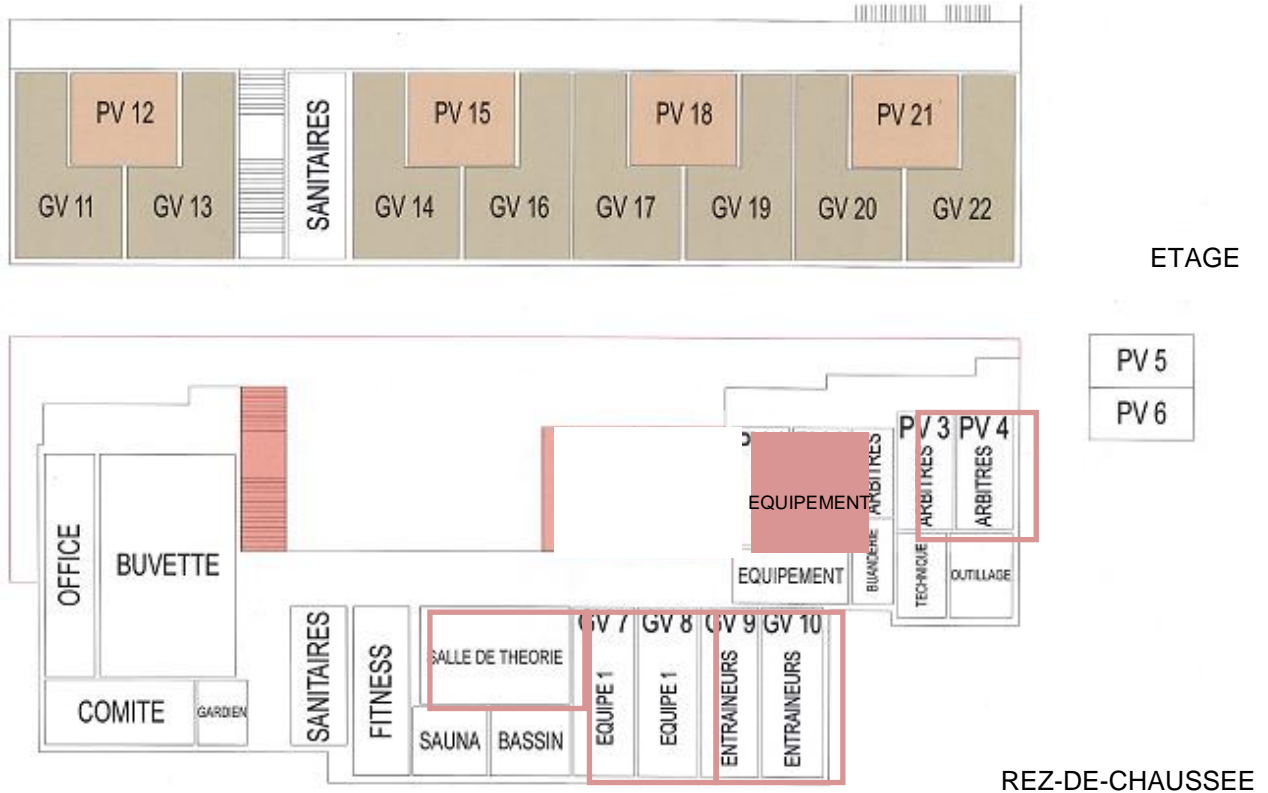 PV 12
PV 15
PV 18
PV 21
GV 11
GV 13
SANITAIRES
GV 14
GV 16
GV 17
GV 19
GV 20
GV 22
ETAGE
PV 5
PV 6
PV 3
PV 4
ARBITRES
ARBITRES
ARBITRES
EQUIPEMENT
OFFICE
BUVETTE
EQUIPEMENT
BUANDERIE
TECHNIQUE
OUTILLAGE
SANITAIRES
FITNESS
SALLE DE THEORIE
GV 7
GV 8
GV 9
GV 10
EQUIPE 1
EQUIPE 1
ENTRAINEURS
ENTRAINEURS
COMITE
GARDIEN
SAUNA
BASSIN
REZ-DE-CHAUSSEE